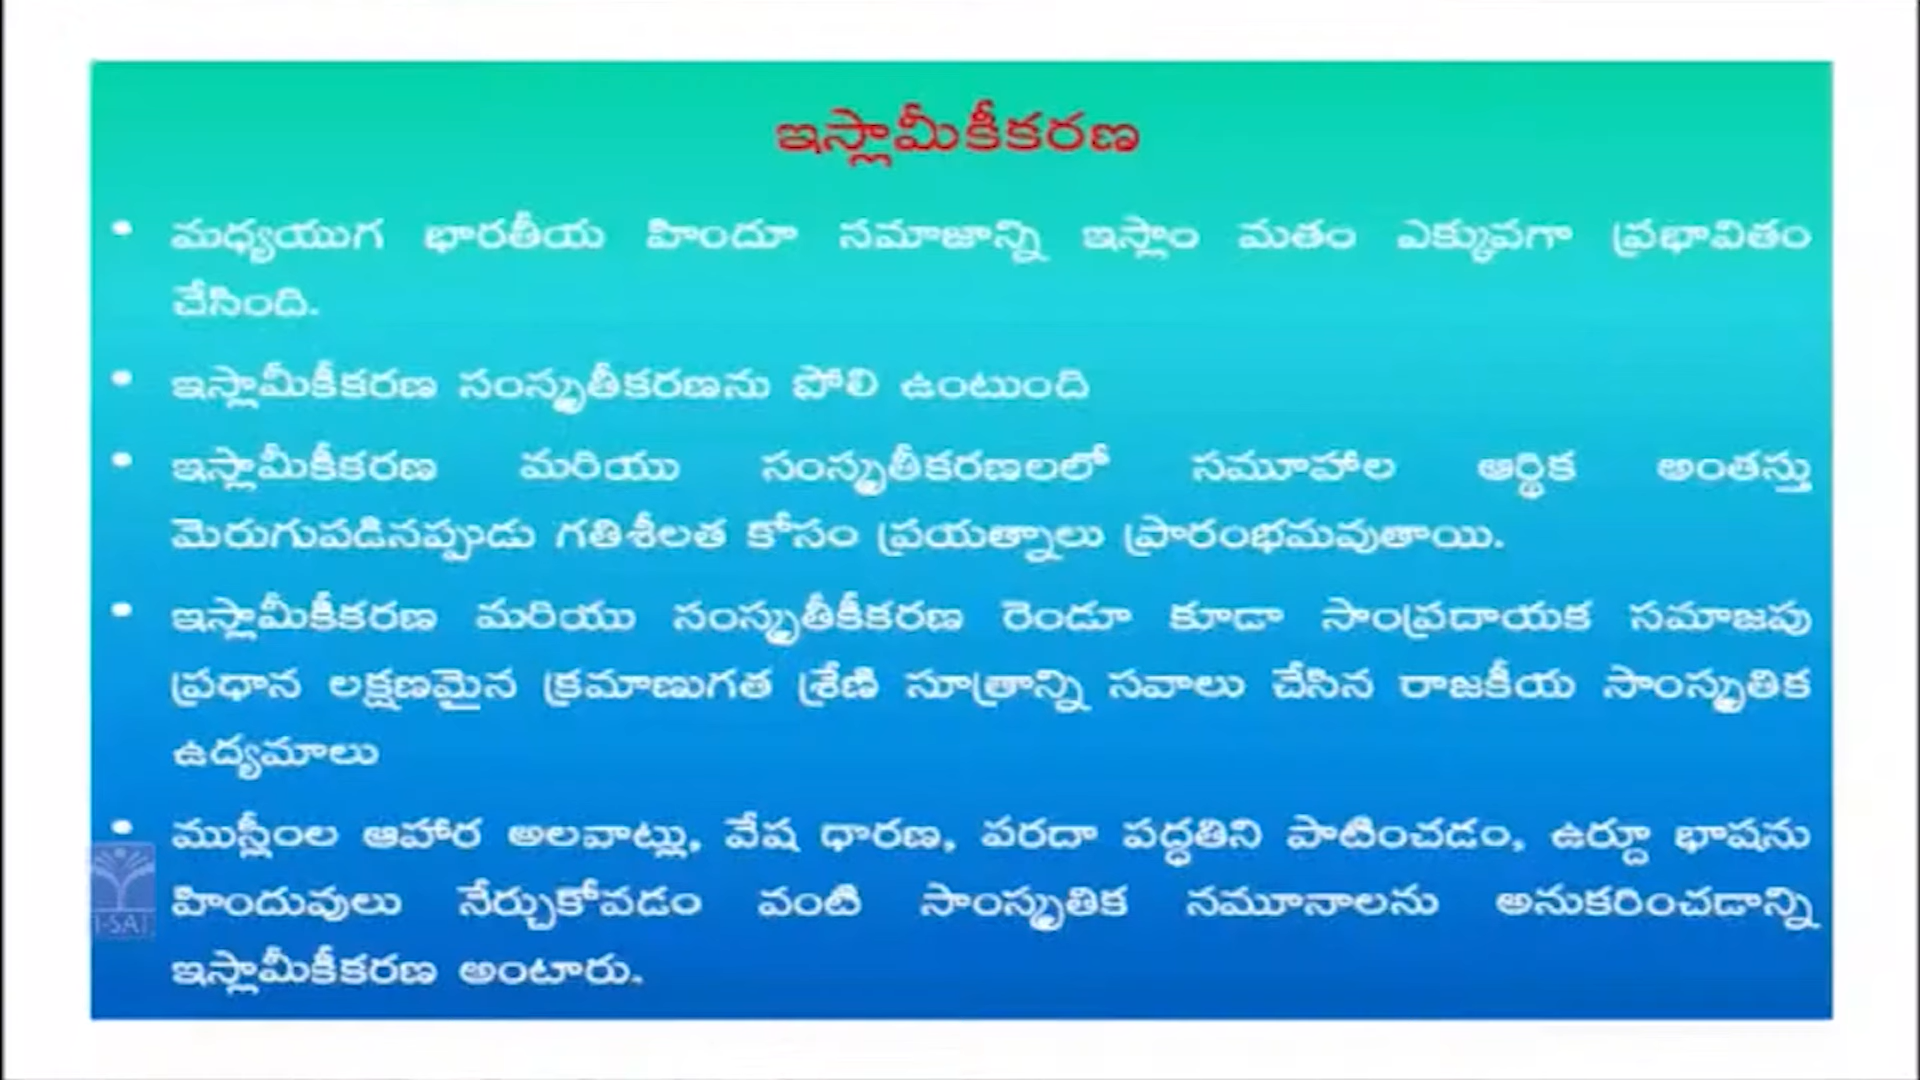 ఇస్లామీకీకరణ
• మధ్యయుగ భారతీయ హిందూ సమాజాన్ని ఇస్లాం మతం ఎక్కువగా ప్రభావితం
చేసింది.
• ఇస్లామీకీకరణ సంస్కృతీకరణను పోలి ఉంటుంది
• ఇస్లామీకీకరణ మరియు సంస్కృతీకరణలలో సమూహాల ఆర్థిక అంతస్తు
మెరుగుపడినప్పుడు గతిశీలత కోసం ప్రయత్నాలు ప్రారంభమవుతాయి.
• ఇస్లామీకీకరణ మరియు సంస్కృతీకీకరణ రెండూ కూడా సాంప్రదాయక సమాజపు
ప్రధాన లక్షణమైన క్రమాణుగత శ్రేణి సూత్రాన్ని సవాలు చేసిన రాజకీయ సాంస్కృతిక
ఉద్యమాలు
• ముస్లీంల ఆహార అలవాట్లు, వేష ధారణ, పరదా పద్ధతిని పాటించడం, ఉర్దూ భాషను
హిందువులు నేర్చుకోవడం వంటి సాంస్కృతిక నమూనాలను అనుకరించడాన్ని
ఇస్లామీకీకరణ అంటారు.
T-SAT